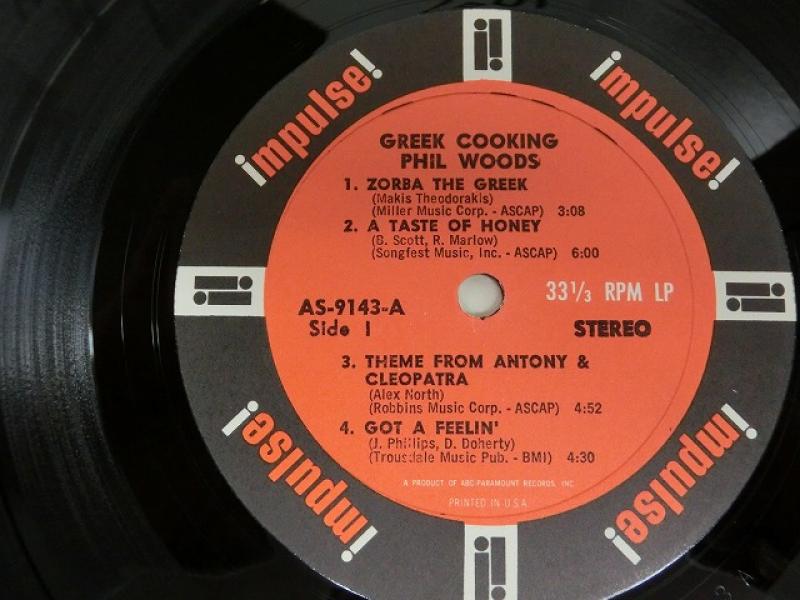 impulse!
impulse!
GREEK COOKING
PHIL WOODS
1. ZORBA THE GREEK
(Makis Theodorakis)
(Miller Music Corp. - ASCAP) 3:08
2. A TASTE OF HONEY
(B. Scott, R. Marlow)
(Songfest Music, Inc. - ASCAP) 6:00
33 1/3 RPM LP
AS-9143-A
Side 1
STEREO
3. THEME FROM ANTONY &
CLEOPATRA
(Alex North)
(Robbins Music Corp. - ASCAP) 4:52
4. GOT A FEELIN'
(J. Phillips, D. Doherty)
(Trousdale Music Pub. - BMI) 4:30
A PRODUCT OF ABC-PARAMOUNT RECORDS, INC.
PRINTED IN U.S.A.
impulse!
impulse!